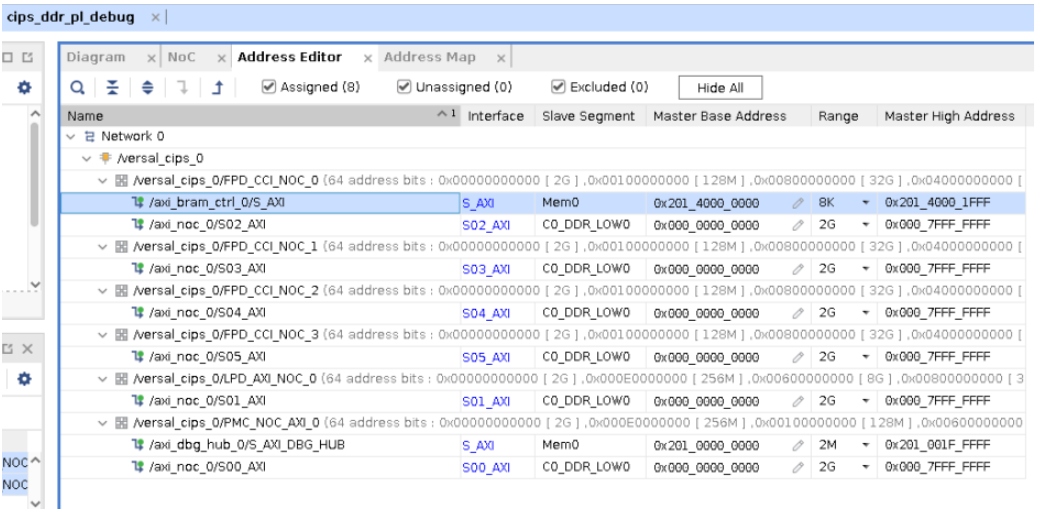 cips_ddr_pl_debug ×
Diagram × NoC × Address Editor × Address Map ×
Assigned (8) Unassigned (0) Excluded (0) Hide All
Name ^1 Interface Slave Segment Master Base Address Range Master High Address
Network 0
/versal_cips_0
/versal_cips_0/FPD_CCI_NOC_0 (64 address bits : 0x00000000000 [ 2G ] ,0x00100000000 [ 128M ] ,0x00800000000 [ 32G ] ,0x04000000000 [
/axi_bram_ctrl_0/S_AXI S_AXI Mem0 0x201_4000_0000 8K 0x201_4000_1FFF
/axi_noc_0/S02_AXI S02_AXI C0_DDR_LOW0 0x000_0000_0000 2G 0x000_7FFF_FFFF
/versal_cips_0/FPD_CCI_NOC_1 (64 address bits : 0x00000000000 [ 2G ] ,0x00100000000 [ 128M ] ,0x00800000000 [ 32G ] ,0x04000000000 [
/axi_noc_0/S03_AXI S03_AXI C0_DDR_LOW0 0x000_0000_0000 2G 0x000_7FFF_FFFF
/versal_cips_0/FPD_CCI_NOC_2 (64 address bits : 0x00000000000 [ 2G ] ,0x00100000000 [ 128M ] ,0x00800000000 [ 32G ] ,0x04000000000 [
/axi_noc_0/S04_AXI S04_AXI C0_DDR_LOW0 0x000_0000_0000 2G 0x000_7FFF_FFFF
/versal_cips_0/FPD_CCI_NOC_3 (64 address bits : 0x00000000000 [ 2G ] ,0x00100000000 [ 128M ] ,0x00800000000 [ 32G ] ,0x04000000000 [
/axi_noc_0/S05_AXI S05_AXI C0_DDR_LOW0 0x000_0000_0000 2G 0x000_7FFF_FFFF
/versal_cips_0/LPD_AXI_NOC_0 (64 address bits : 0x00000000000 [ 2G ] ,0x000E0000000 [ 256M ] ,0x00600000000 [ 8G ] ,0x00800000000 [ 3
/axi_noc_0/S01_AXI S01_AXI C0_DDR_LOW0 0x000_0000_0000 2G 0x000_7FFF_FFFF
/versal_cips_0/PMC_NOC_AXI_0 (64 address bits : 0x00000000000 [ 2G ] ,0x000E0000000 [ 256M ] ,0x00100000000 [ 128M ] ,0x00600000000
/axi_dbg_hub_0/S_AXI_DBG_HUB S_AXI Mem0 0x201_0000_0000 2M 0x201_001F_FFFF
NOC
/axi_noc_0/S00_AXI S00_AXI C0_DDR_LOW0 0x000_0000_0000 2G 0x000_7FFF_FFFF
NOC